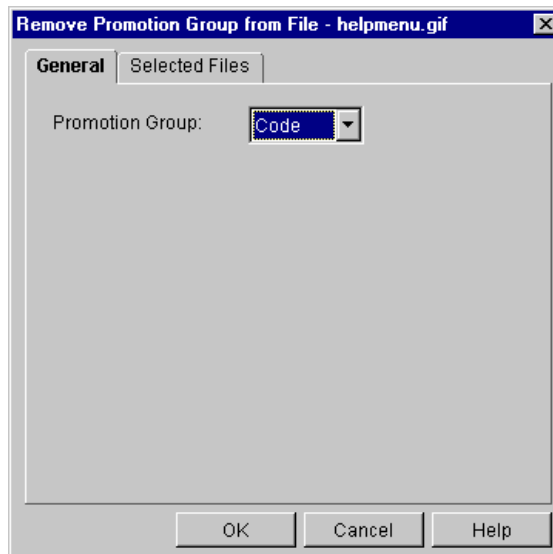 Remove Promotion Group from File - helpmenu.gif
General Selected Files
Promotion Group: Code
OK Cancel Help